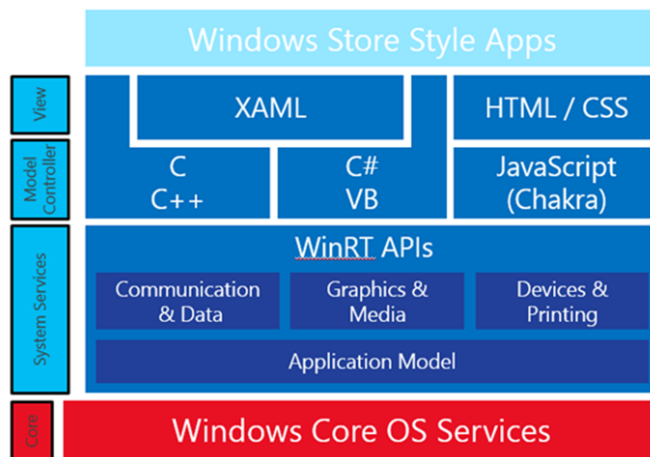 Windows Store Style Apps
View
XAML
HTML / CSS
Model
Controller
C
C++
C#
VB
JavaScript
(Chakra)
System Services
WinRT APIs
Communication
& Data
Graphics &
Media
Devices &
Printing
Application Model
Core
Windows Core OS Services